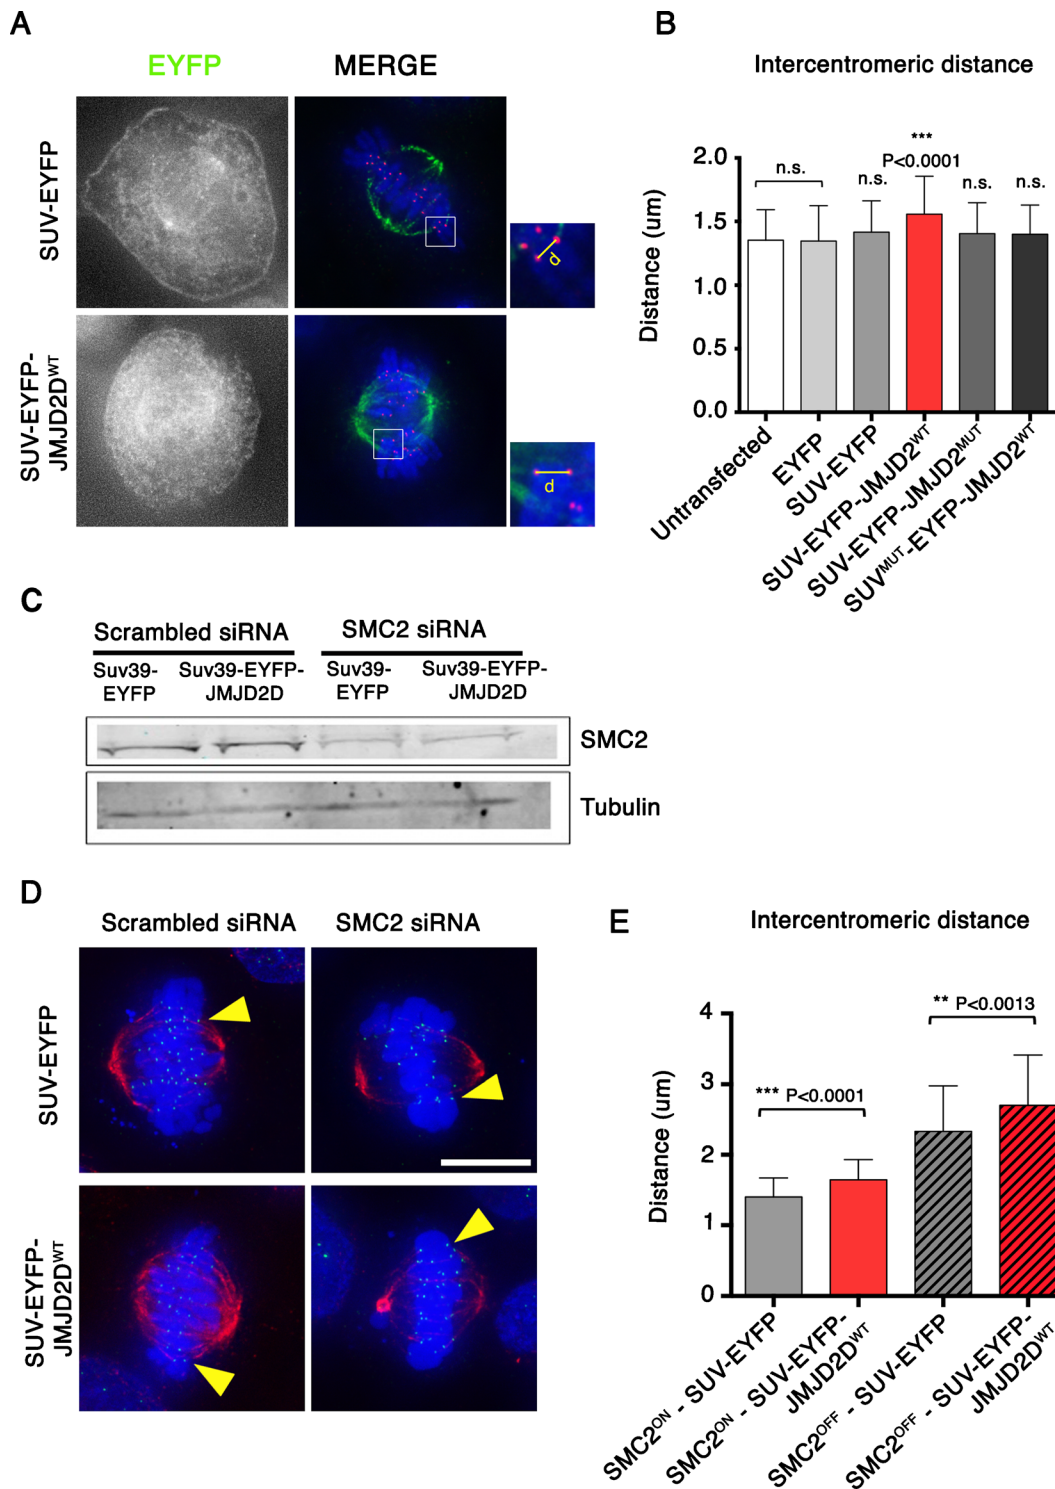 A
EYFP
MERGE
SUV-EYFP
d
SUV-EYFP-
JMJD2D^WT
d
B
Intercentromeric distance
***
P<0.0001
n.s.
n.s.
n.s.
n.s.
Distance (um)
2.0
1.5
1.0
0.5
0.0
Untransfected
EYFP
SUV-EYFP
SUV-EYFP-JMJD2^WT
SUV-EYFP-JMJD2^MUT
SUV^MUT-EYFP-JMJD2^WT
C
Scrambled siRNA
SMC2 siRNA
Suv39-
EYFP
Suv39-EYFP-
JMJD2D
Suv39-
EYFP
Suv39-EYFP-
JMJD2D
SMC2
Tubulin
D
Scrambled siRNA
SMC2 siRNA
SUV-EYFP
SUV-EYFP-
JMJD2D^WT
E
Intercentromeric distance
** P<0.0013
*** P<0.0001
Distance (um)
4
3
2
1
0
SMC2^ON - SUV-EYFP
SMC2^ON - SUV-EYFP-
JMJD2D^WT
SMC2^OFF - SUV-EYFP
SMC2^OFF - SUV-EYFP-
JMJD2D^WT